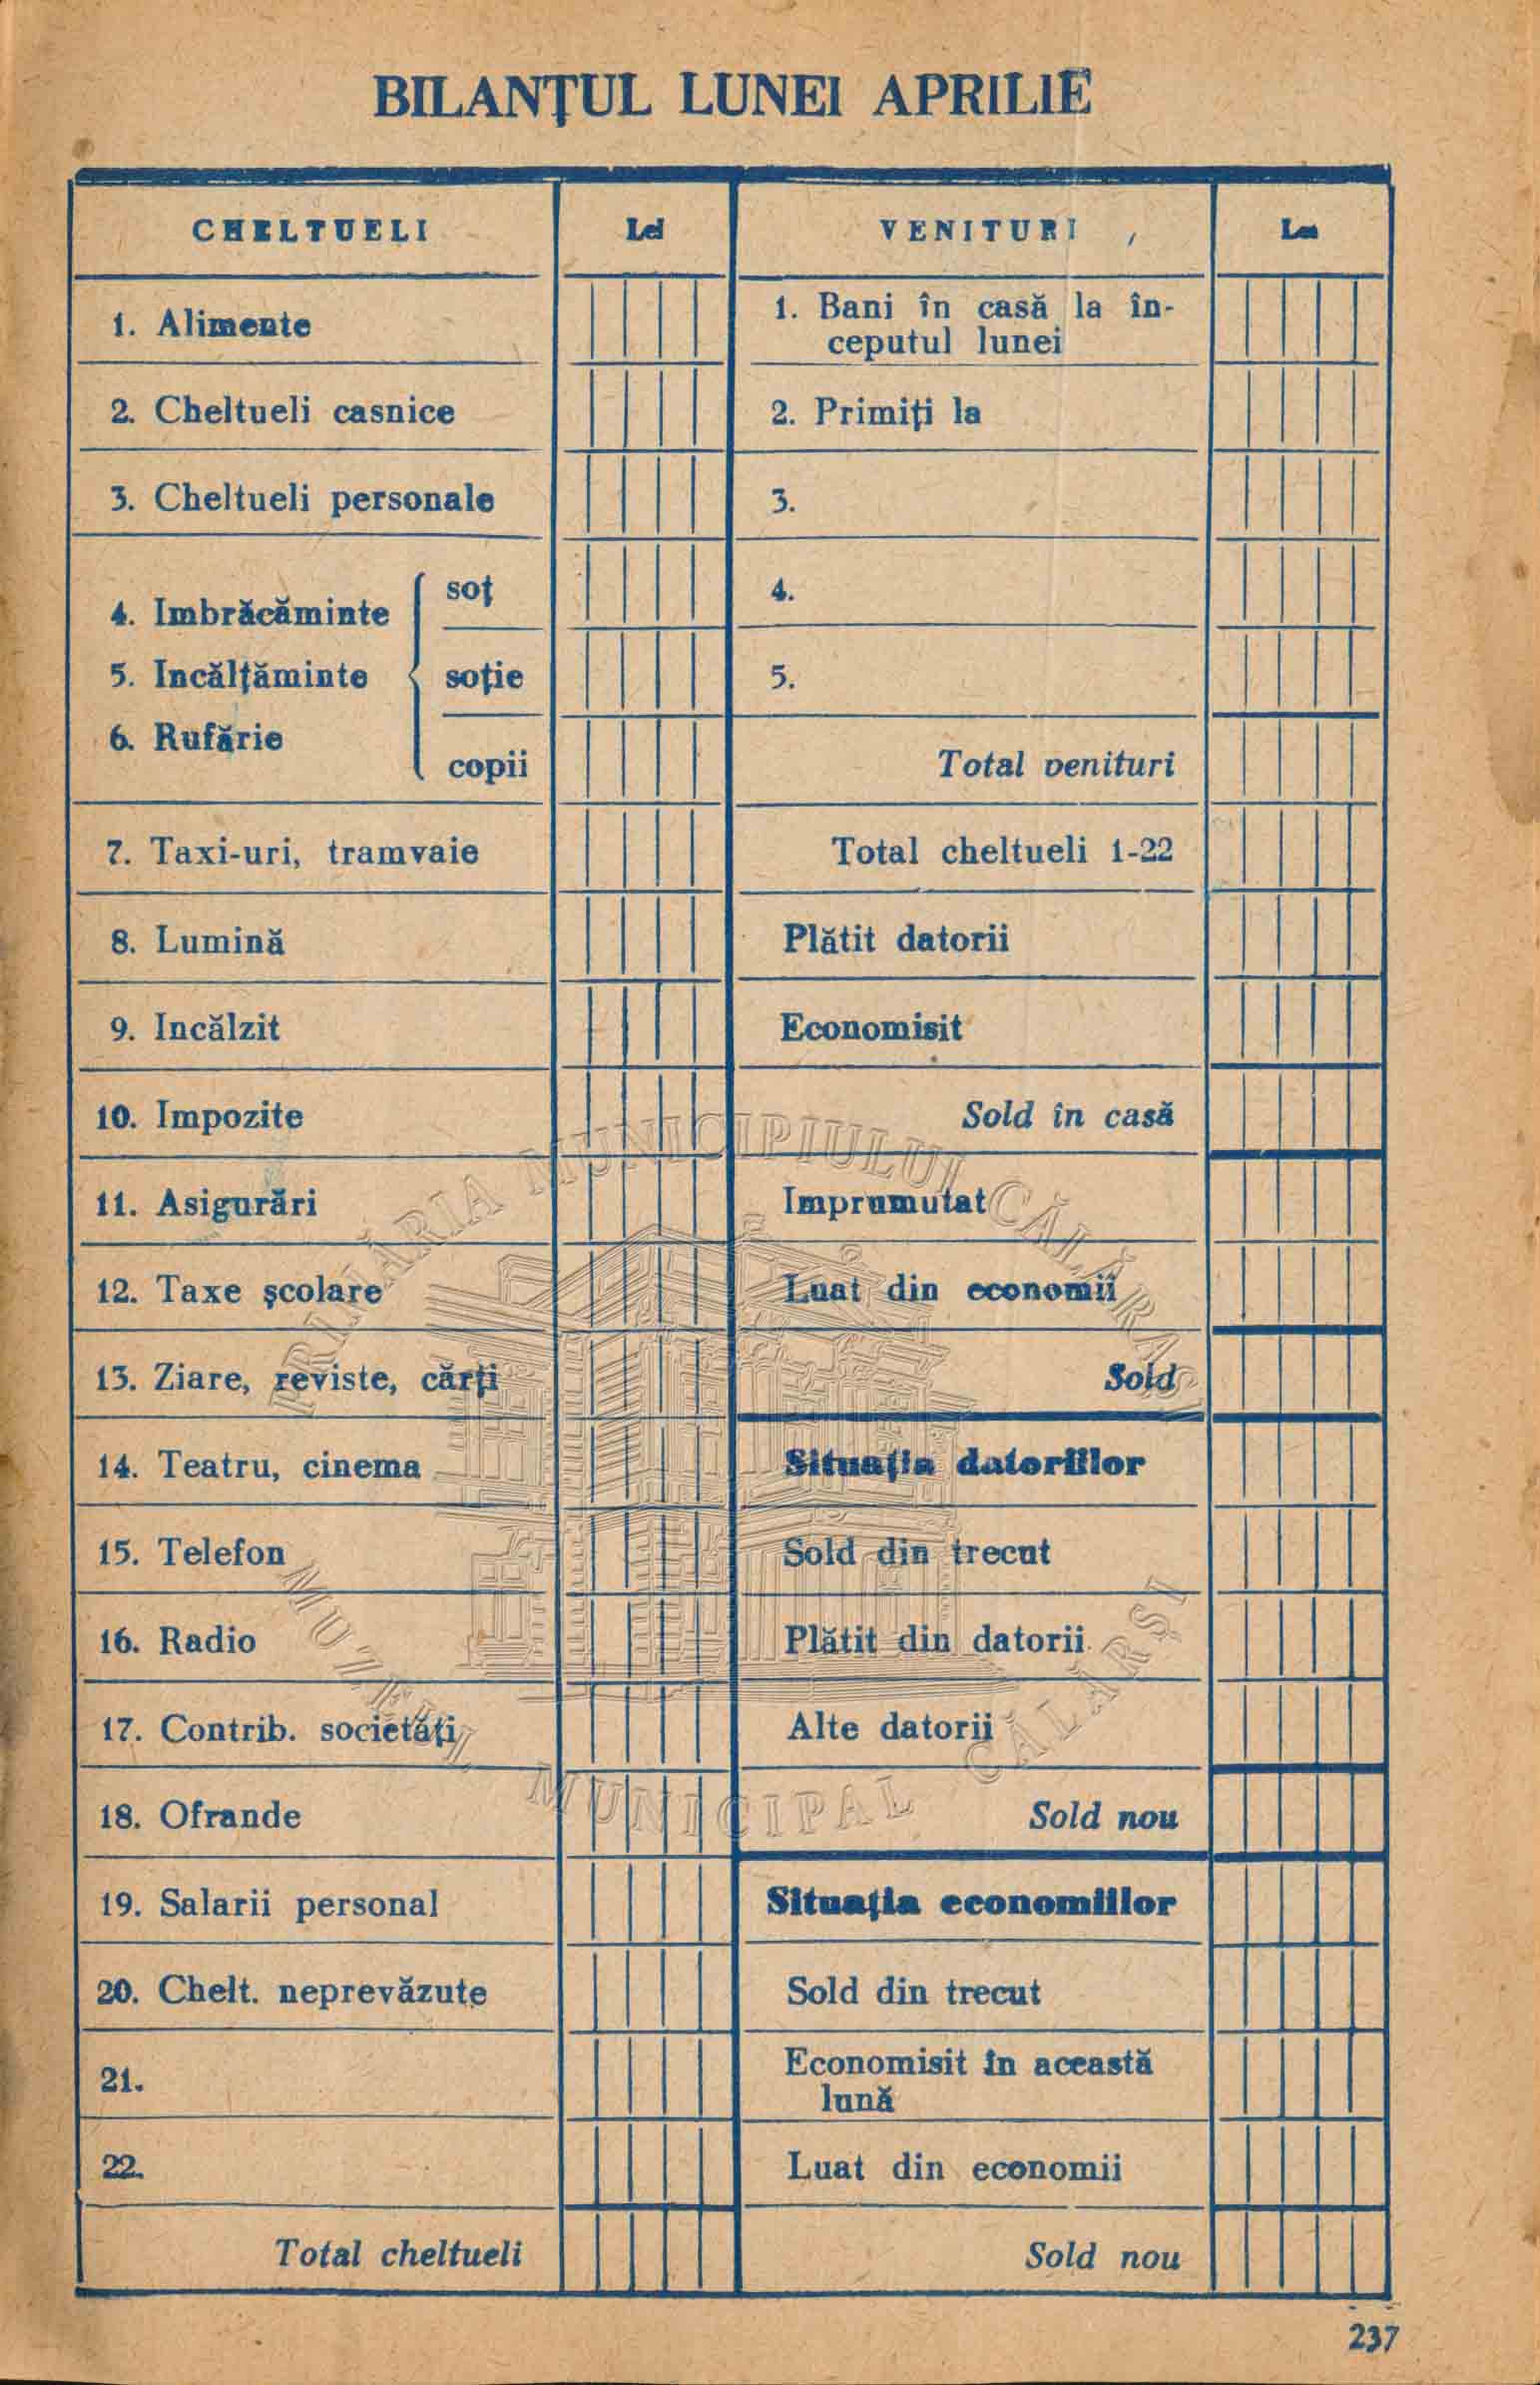 BILANȚUL LUNEI APRILIE
CHELTUELI
Lei
VENITURI
Lei
1. Alimente
2. Cheltueli casnice
3. Cheltueli personale
4. Imbrăcăminte
5. Incălțăminte
6. Rufărie
soț
soție
copii
7. Taxi-uri, tramvaie
8. Lumină
9. Incălzit
10. Impozite
11. Asigurări
12. Taxe școlare
13. Ziare, reviste, cărți
14. Teatru, cinema
15. Telefon
16. Radio
17. Contrib. societăți
18. Ofrande
19. Salarii personal
20. Chelt. neprevăzute
21.
22.
Total cheltueli
1. Bani în casă la în-
ceputul lunei
2. Primiți la
3.
4.
5.
Total venituri
Total cheltueli 1-22
Plătit datorii
Economisit
Sold în casă
Imprumutat
Luat din economii
Sold
Situația datoriilor
Sold din trecut
Plătit din datorii
Alte datorii
Sold nou
Situația economiilor
Sold din trecut
Economisit în această
lună
Luat din economii
Sold nou
237
PRIMĂRIA MUNICIPIULUI CĂLĂRAȘI
MUZEUL MUNICIPAL CĂLĂRȘI